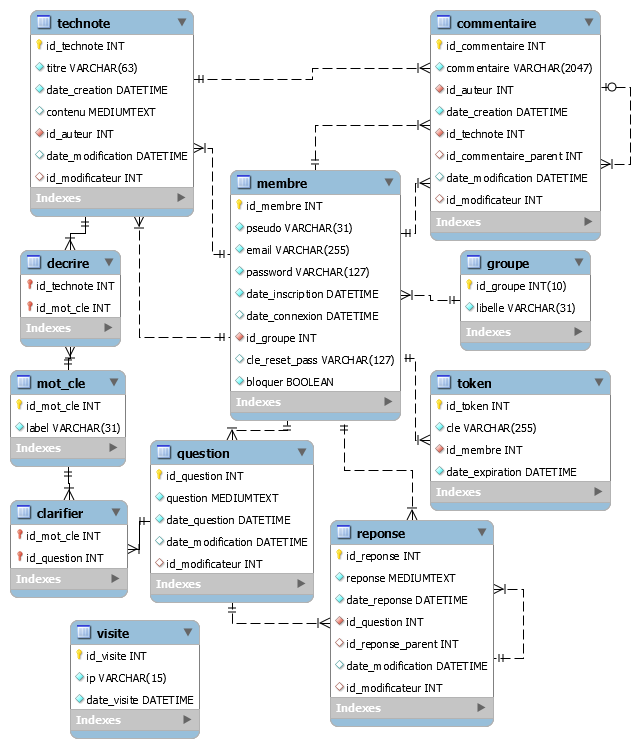 technote
id_technote INT
titre VARCHAR(63)
date_creation DATETIME
contenu MEDIUMTEXT
id_auteur INT
date_modification DATETIME
id_modificateur INT
Indexes
commentaire
id_commentaire INT
commentaire VARCHAR(2047)
id_auteur INT
date_creation DATETIME
id_technote INT
id_commentaire_parent INT
date_modification DATETIME
id_modificateur INT
Indexes
membre
id_membre INT
pseudo VARCHAR(31)
email VARCHAR(255)
password VARCHAR(127)
date_inscription DATETIME
date_connexion DATETIME
id_groupe INT
cle_reset_pass VARCHAR(127)
bloquer BOOLEAN
Indexes
decrire
id_technote INT
id_mot_cle INT
Indexes
groupe
id_groupe INT(10)
libelle VARCHAR(31)
Indexes
mot_cle
id_mot_cle INT
label VARCHAR(31)
Indexes
token
id_token INT
cle VARCHAR(255)
id_membre INT
date_expiration DATETIME
Indexes
question
id_question INT
question MEDIUMTEXT
date_question DATETIME
date_modification DATETIME
id_modificateur INT
Indexes
clarifier
id_mot_cle INT
id_question INT
Indexes
reponse
id_reponse INT
reponse MEDIUMTEXT
date_reponse DATETIME
id_question INT
id_reponse_parent INT
date_modification DATETIME
id_modificateur INT
Indexes
visite
id_visite INT
ip VARCHAR(15)
date_visite DATETIME
Indexes